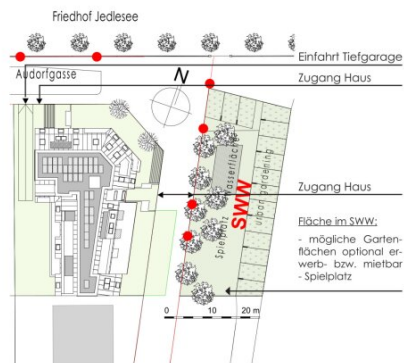 Friedhof Jedlesee
Einfahrt Tiefgarage
Audorfgasse
Zugang Haus
N
Wasserfläche
SWW
Spielplatz
urban gardening
Zugang Haus
Fläche im SWW:
- mögliche Garten-
flächen optional er-
werb- bzw. mietbar
- Spielplatz
0 10 20 m